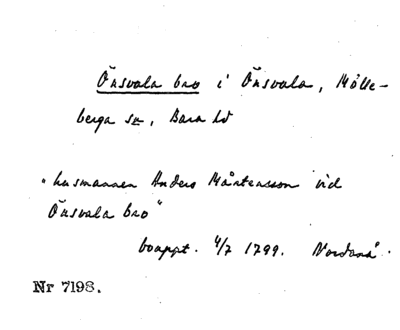 Önsvala bro i Önsvala, Mölle-
berga sn, Bara hd
"husmannen Anders Mårtensson vid
Önsvala bro"
bouppt. 4/7 1799. Nordanå.
Nr 7198.